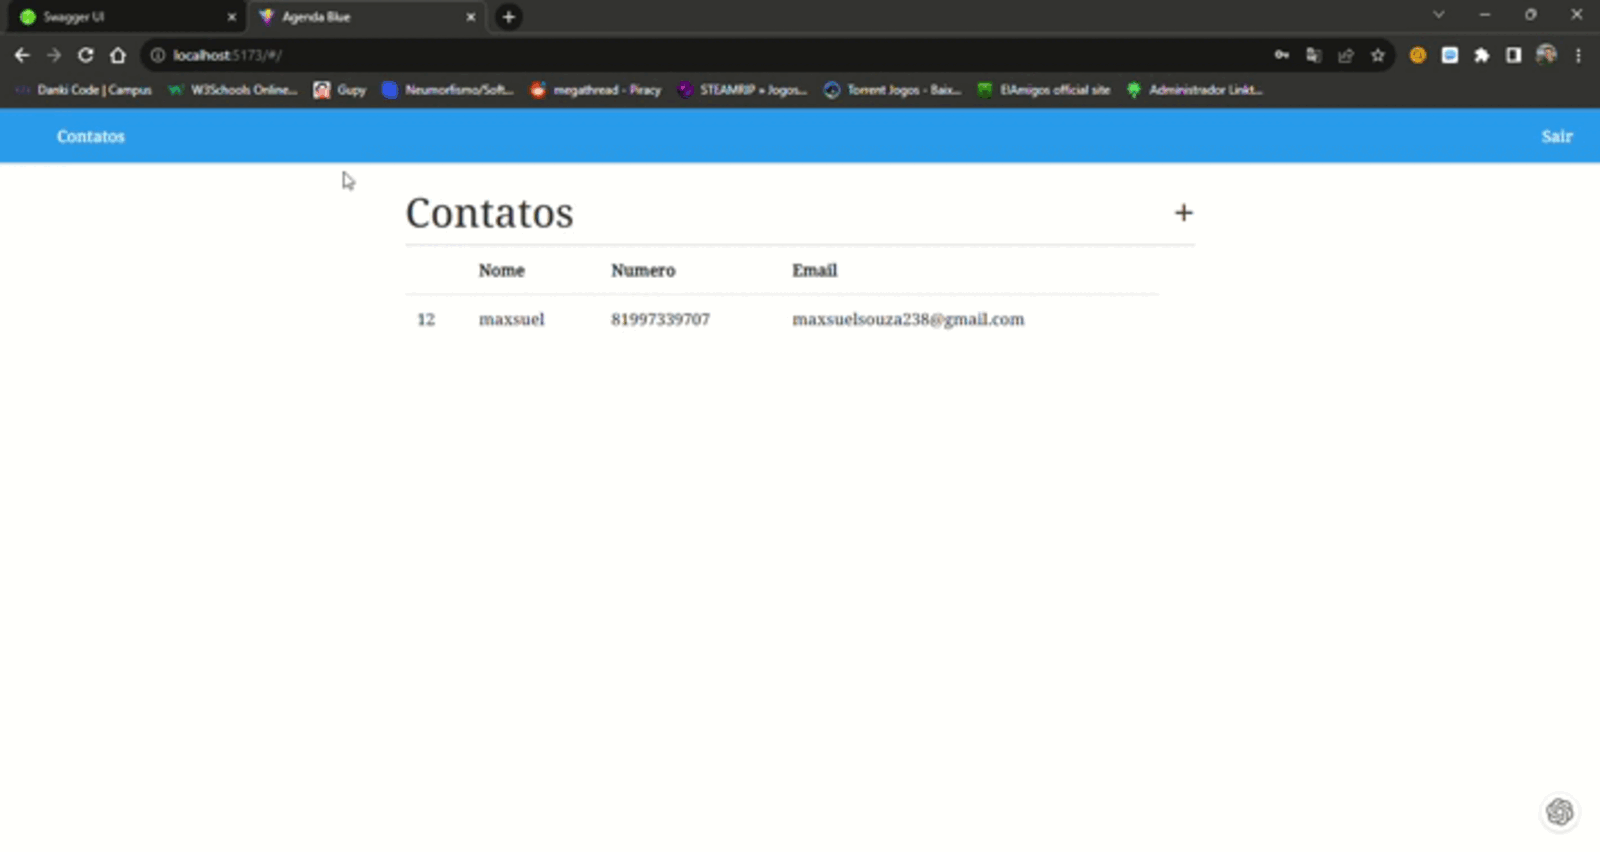 Swagger UI
Agenda Blue
localhost:5173/#/
Danki Code | Campus
W3Schools Online...
Gupy
Neumorfismo/Soft...
megathread - Piracy
STEAMRIP » Jogos...
Torrent Jogos - Baix...
ElAmigos official site
Administrador Linkt...
Contatos
Sair
Contatos
+
Nome Numero Email
12 maxsuel 81997339707 maxsuelsouza238@gmail.com